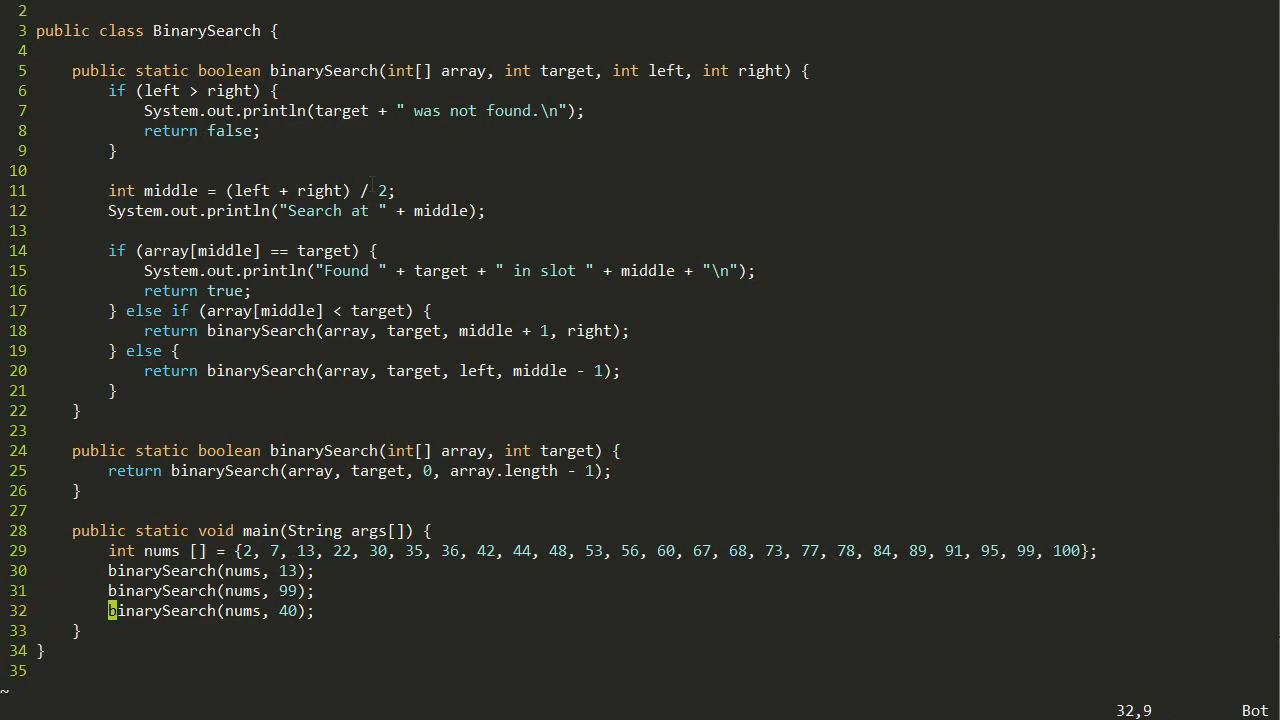 2
3 public class BinarySearch {
4
5     public static boolean binarySearch(int[] array, int target, int left, int right) {
6         if (left > right) {
7             System.out.println(target + " was not found.\n");
8             return false;
9         }
10
11         int middle = (left + right) / 2;
12         System.out.println("Search at " + middle);
13
14         if (array[middle] == target) {
15             System.out.println("Found " + target + " in slot " + middle + "\n");
16             return true;
17         } else if (array[middle] < target) {
18             return binarySearch(array, target, middle + 1, right);
19         } else {
20             return binarySearch(array, target, left, middle - 1);
21         }
22     }
23
24     public static boolean binarySearch(int[] array, int target) {
25         return binarySearch(array, target, 0, array.length - 1);
26     }
27
28     public static void main(String args[]) {
29         int nums [] = {2, 7, 13, 22, 30, 35, 36, 42, 44, 48, 53, 56, 60, 67, 68, 73, 77, 78, 84, 89, 91, 95, 99, 100};
30         binarySearch(nums, 13);
31         binarySearch(nums, 99);
32         binarySearch(nums, 40);
33     }
34 }
35
~
32,9 Bot